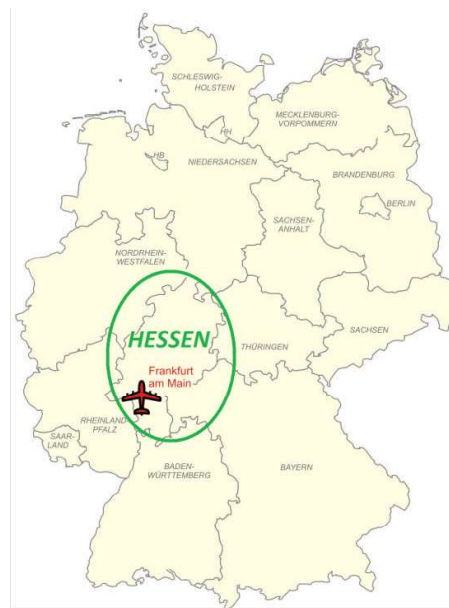 SCHLESWIG-
HOLSTEIN
MECKLENBURG-
VORPOMMERN
HH
HB
NIEDERSACHSEN
BRANDENBURG
BERLIN
SACHSEN-
ANHALT
NORDRHEIN-
WESTFALEN
HESSEN
THÜRINGEN
SACHSEN
Frankfurt
am Main
RHEINLAND
PFALZ
SAAR-
LAND
BADEN-
WÜRTTEMBERG
BAYERN